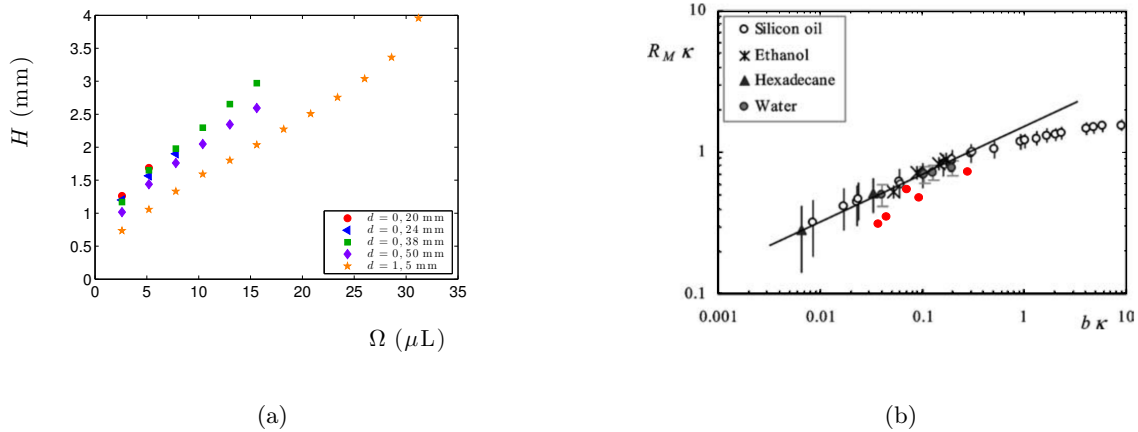 4
3.5
3
2.5
2
1.5
1
0.5
0
H (mm)
0 5 10 15 20 25 30 35
Ω (μL)
d = 0, 20 mm
d = 0, 24 mm
d = 0, 38 mm
d = 0, 50 mm
d = 1, 5 mm
(a)
10
R_M κ
1
0.1
0.001 0.01 0.1 1 10
b κ
Silicon oil
Ethanol
Hexadecane
Water
(b)